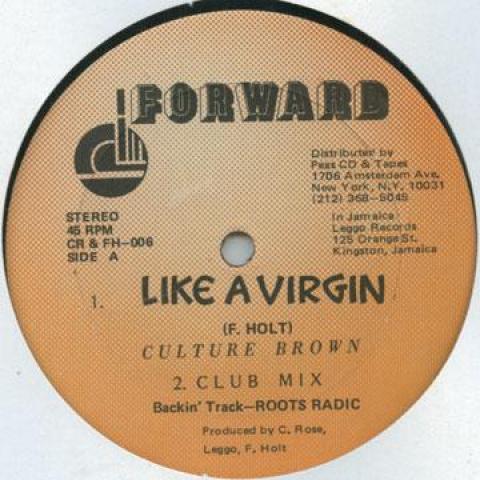 FORWARD
Distributed by
Peas CD & Tapes
1706 Amsterdam Ave,
New York, N.Y. 10031
(212) 368-5045
STEREO
45 RPM
CR & FH-006
SIDE A
In Jamaica
Leggo Records
125 Orange St.
Kingston, Jamaica
1. LIKE A VIRGIN
(F. HOLT)
CULTURE BROWN
2. CLUB MIX
Backin' Track—ROOTS RADIC
Produced by C. Rose,
Leggo, F. Holt